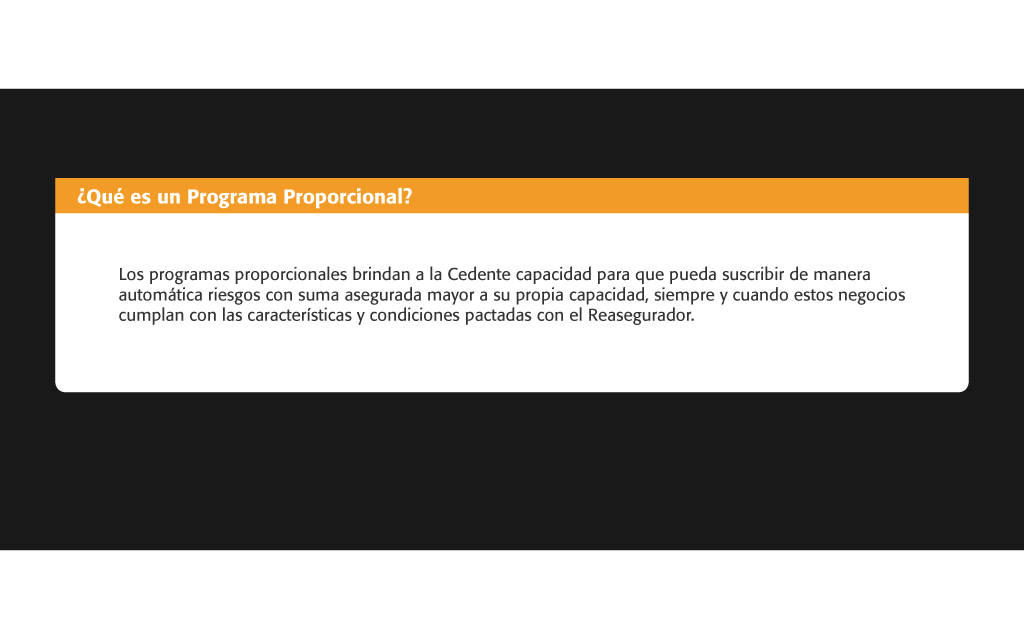 ¿Qué es un Programa Proporcional?
Los programas proporcionales brindan a la Cedente capacidad para que pueda suscribir de manera
automática riesgos con suma asegurada mayor a su propia capacidad, siempre y cuando estos negocios
cumplan con las características y condiciones pactadas con el Reasegurador.